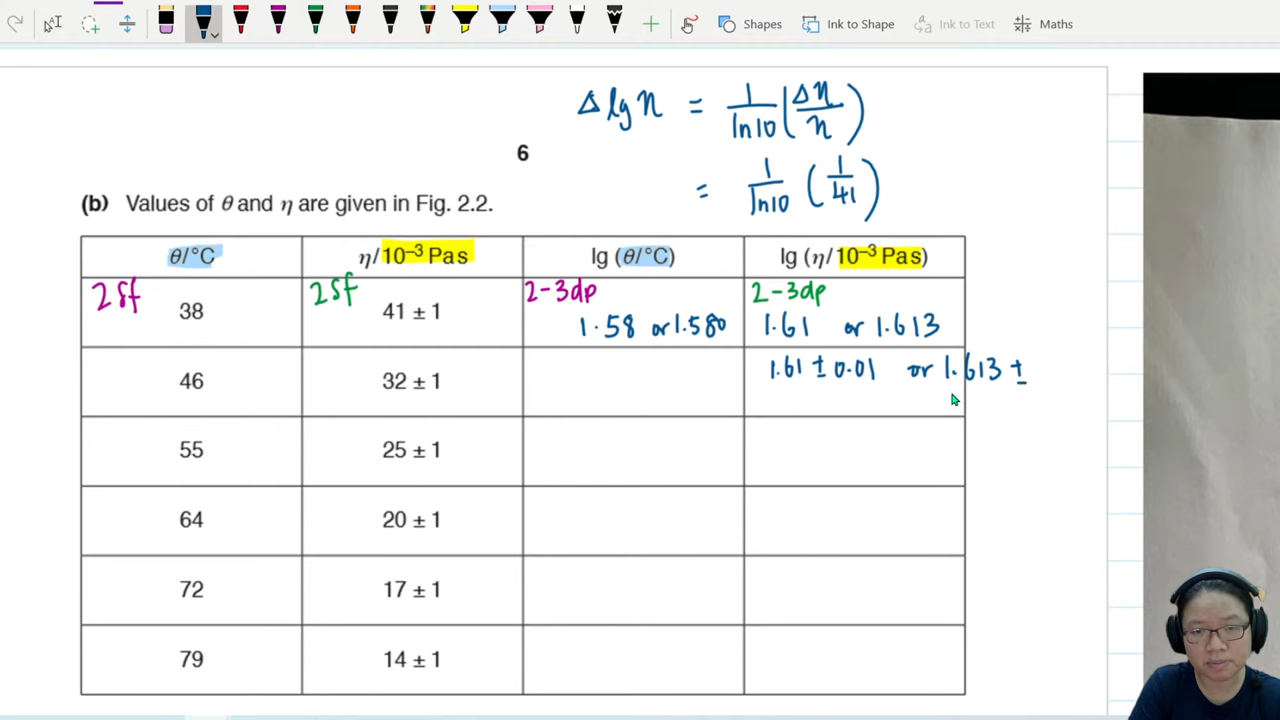 Shapes Ink to Shape Ink to Text Maths
Δlgη = 1/ln10 (Δη/η)
= 1/ln10 (1/41)
6
(b) Values of θ and η are given in Fig. 2.2.
θ/°C η/10⁻³ Pas lg (θ/°C) lg (η/10⁻³ Pas)
2sf 2sf 2-3dp 2-3dp
38 41 ± 1 1.58 or 1.580 1.61 or 1.613
46 32 ± 1 1.61 ± 0.01 or 1.613 ±
55 25 ± 1
64 20 ± 1
72 17 ± 1
79 14 ± 1